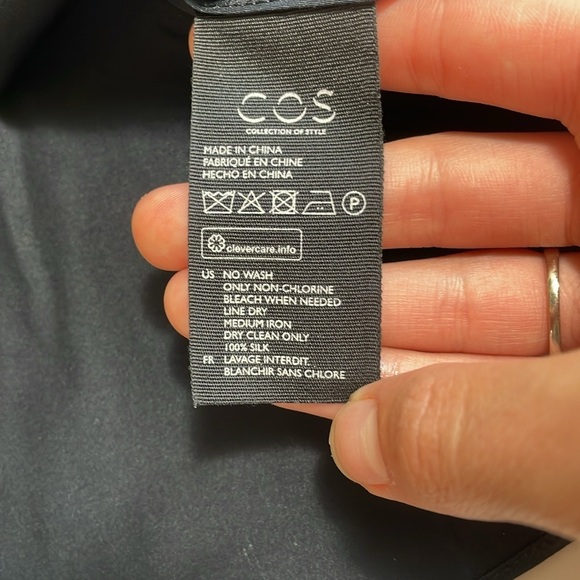 COS
COLLECTION OF STYLE
MADE IN CHINA
FABRIQUÉ EN CHINE
HECHO EN CHINA
P
clevercare.info
US NO WASH
ONLY NON-CHLORINE
BLEACH WHEN NEEDED
LINE DRY
MEDIUM IRON
DRY CLEAN ONLY
100% SILK
FR LAVAGE INTERDIT.
BLANCHIR SANS CHLORE